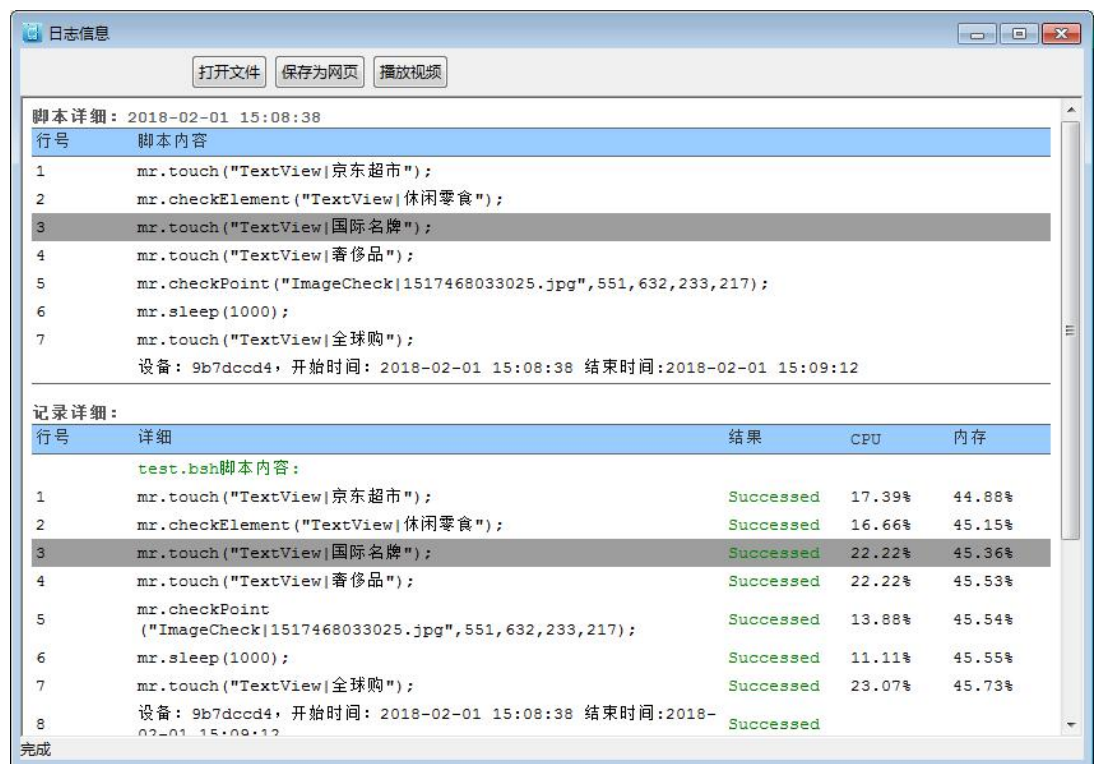 日志信息
打开文件 保存为网页 播放视频
脚本详细: 2018-02-01 15:08:38
行号 脚本内容
1 mr.touch("TextView|京东超市");
2 mr.checkElement("TextView|休闲零食");
3 mr.touch("TextView|国际名牌");
4 mr.touch("TextView|奢侈品");
5 mr.checkPoint("ImageCheck|1517468033025.jpg",551,632,233,217);
6 mr.sleep(1000);
7 mr.touch("TextView|全球购");
设备: 9b7dccd4,开始时间: 2018-02-01 15:08:38 结束时间:2018-02-01 15:09:12
记录详细:
行号 详细 结果 CPU 内存
test.bsh脚本内容:
1 mr.touch("TextView|京东超市"); Successed 17.39% 44.88%
2 mr.checkElement("TextView|休闲零食"); Successed 16.66% 45.15%
3 mr.touch("TextView|国际名牌"); Successed 22.22% 45.36%
4 mr.touch("TextView|奢侈品"); Successed 22.22% 45.53%
5 mr.checkPoint
("ImageCheck|1517468033025.jpg",551,632,233,217); Successed 13.88% 45.54%
6 mr.sleep(1000); Successed 11.11% 45.55%
7 mr.touch("TextView|全球购"); Successed 23.07% 45.73%
8 设备: 9b7dccd4,开始时间: 2018-02-01 15:08:38 结束时间:2018-
02-01 15:09:12 Successed
完成